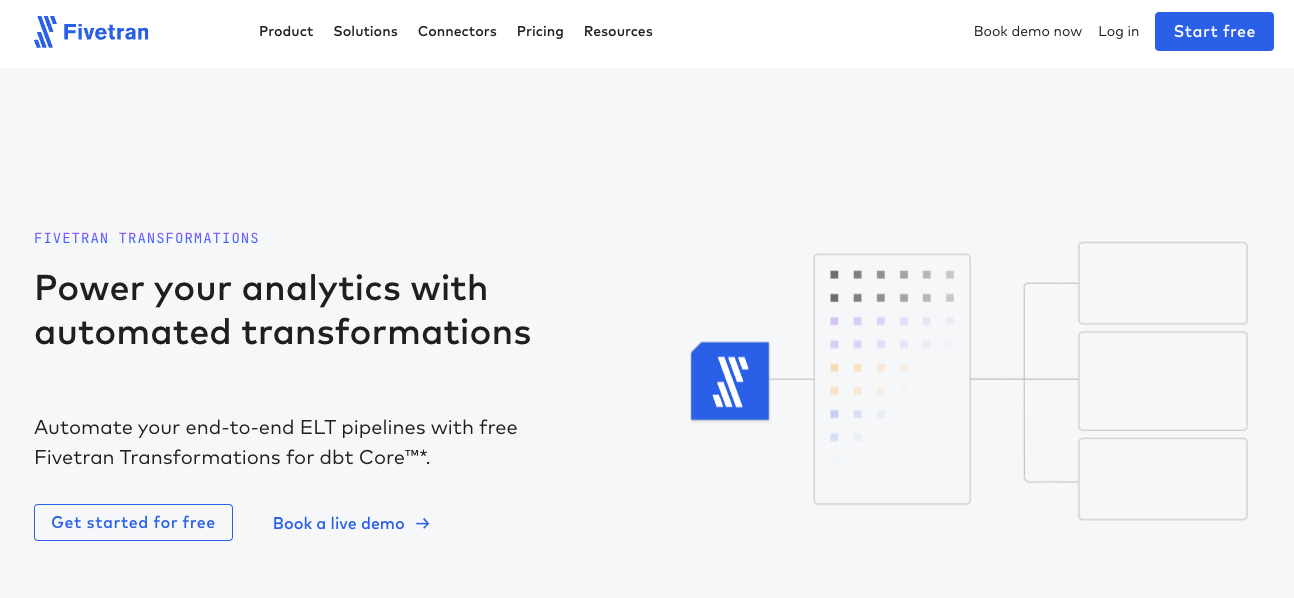 Fivetran
Product Solutions Connectors Pricing Resources
Book demo now Log in Start free
FIVETRAN TRANSFORMATIONS
Power your analytics with
automated transformations
Automate your end-to-end ELT pipelines with free
Fivetran Transformations for dbt Core™*.
Get started for free Book a live demo →